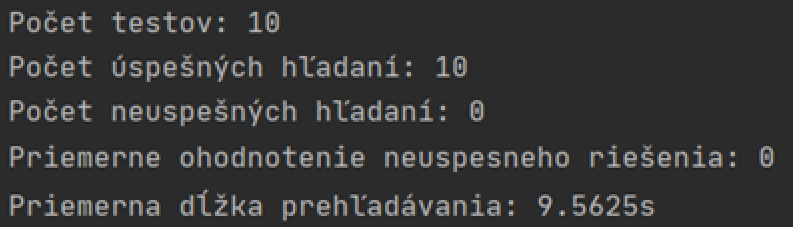 Počet testov: 10
Počet úspešných hľadaní: 10
Počet neuspešných hľadaní: 0
Priemerne ohodnotenie neuspesneho riešenia: 0
Priemerna dĺžka prehľadávania: 9.5625s